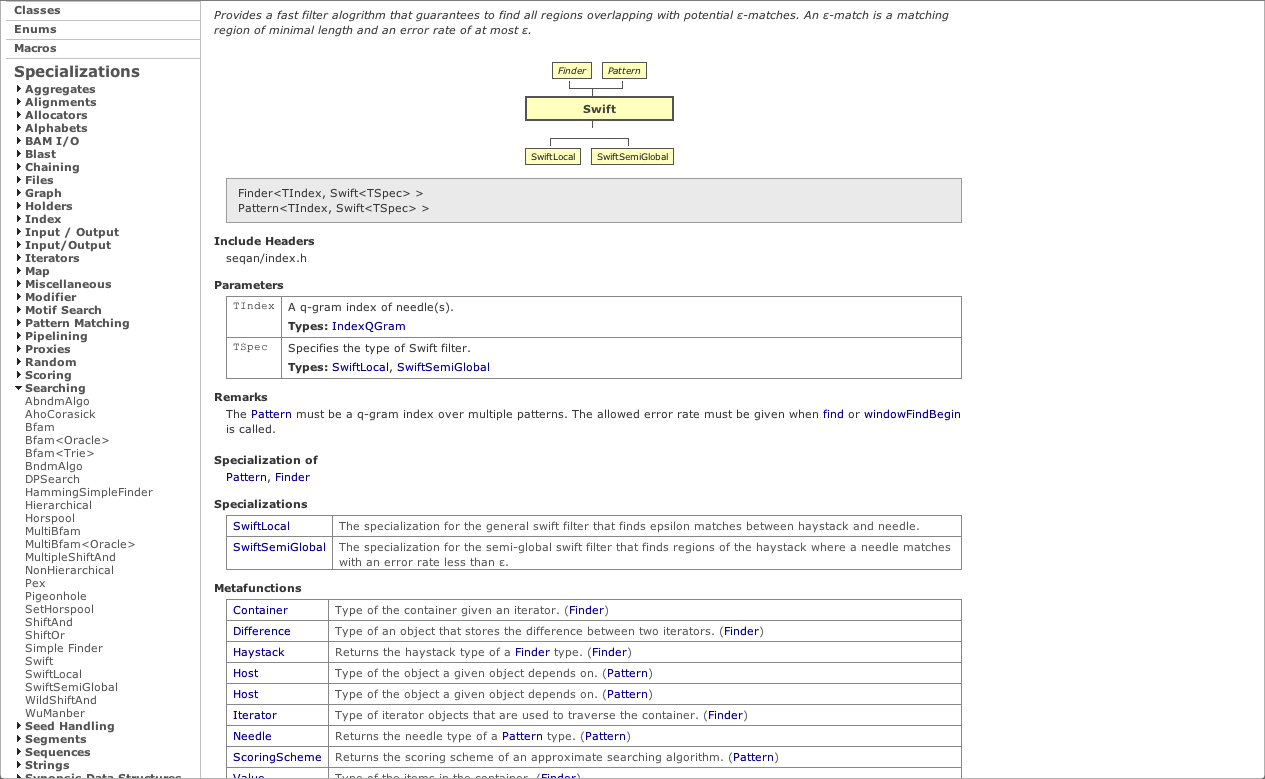 Classes
Enums
Macros
Specializations
Aggregates
Alignments
Allocators
Alphabets
BAM I/O
Blast
Chaining
Files
Graph
Holders
Index
Input / Output
Input/Output
Iterators
Map
Miscellaneous
Modifier
Motif Search
Pattern Matching
Pipelining
Proxies
Random
Scoring
Searching
AbndmAlgo
AhoCorasick
Bfam
Bfam<Oracle>
Bfam<Trie>
BndmAlgo
DPSearch
HammingSimpleFinder
Hierarchical
Horspool
MultiBfam
MultiBfam<Oracle>
MultipleShiftAnd
NonHierarchical
Pex
Pigeonhole
SetHorspool
ShiftAnd
ShiftOr
Simple Finder
Swift
SwiftLocal
SwiftSemiGlobal
WildShiftAnd
WuManber
Seed Handling
Segments
Sequences
Strings
Synopsis Data Structures
Provides a fast filter alogrithm that guarantees to find all regions overlapping with potential ε-matches. An ε-match is a matching
region of minimal length and an error rate of at most ε.
Finder Pattern
Swift
SwiftLocal SwiftSemiGlobal
Finder<TIndex, Swift<TSpec> >
Pattern<TIndex, Swift<TSpec> >
Include Headers
seqan/index.h
Parameters
TIndex A q-gram index of needle(s).
Types: IndexQGram
TSpec Specifies the type of Swift filter.
Types: SwiftLocal, SwiftSemiGlobal
Remarks
The Pattern must be a q-gram index over multiple patterns. The allowed error rate must be given when find or windowFindBegin
is called.
Specialization of
Pattern, Finder
Specializations
SwiftLocal The specialization for the general swift filter that finds epsilon matches between haystack and needle.
SwiftSemiGlobal The specialization for the semi-global swift filter that finds regions of the haystack where a needle matches
with an error rate less than ε.
Metafunctions
Container Type of the container given an iterator. (Finder)
Difference Type of an object that stores the difference between two iterators. (Finder)
Haystack Returns the haystack type of a Finder type. (Finder)
Host Type of the object a given object depends on. (Pattern)
Host Type of the object a given object depends on. (Pattern)
Iterator Type of iterator objects that are used to traverse the container. (Finder)
Needle Returns the needle type of a Pattern type. (Pattern)
ScoringScheme Returns the scoring scheme of an approximate searching algorithm. (Pattern)
Value Type of the items in the container. (Finder)